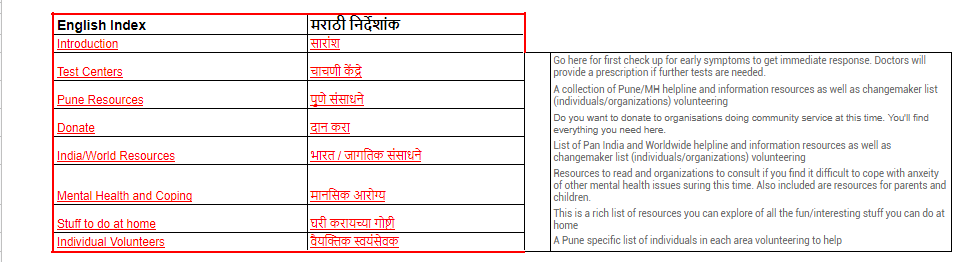 English Index मराठी निर्देशांक
Introduction सारांश
Test Centers चाचणी केंद्रे
Go here for first check up for early symptoms to get immediate response. Doctors will
provide a prescription if further tests are needed.
Pune Resources पुणे संसाधने
A collection of Pune/MH helpline and information resources as well as changemaker list
(individuals/organizations) volunteering
Donate दान करा
Do you want to donate to organisations doing community service at this time. You'll find
everything you need here.
India/World Resources भारत / जागतिक संसाधने
List of Pan India and Worldwide helpline and information resources as well as
changemaker list (individuals/organizations) volunteering
Mental Health and Coping मानसिक आरोग्य
Resources to read and organizations to consult if you find it difficult to cope with anxeity
of other mental health issues suring this time. Also included are resources for parents and
children.
Stuff to do at home घरी करायच्या गोष्टी
This is a rich list of resources you can explore of all the fun/interesting stuff you can do at
home
Individual Volunteers वैयक्तिक स्वयंसेवक
A Pune specific list of individuals in each area volunteering to help